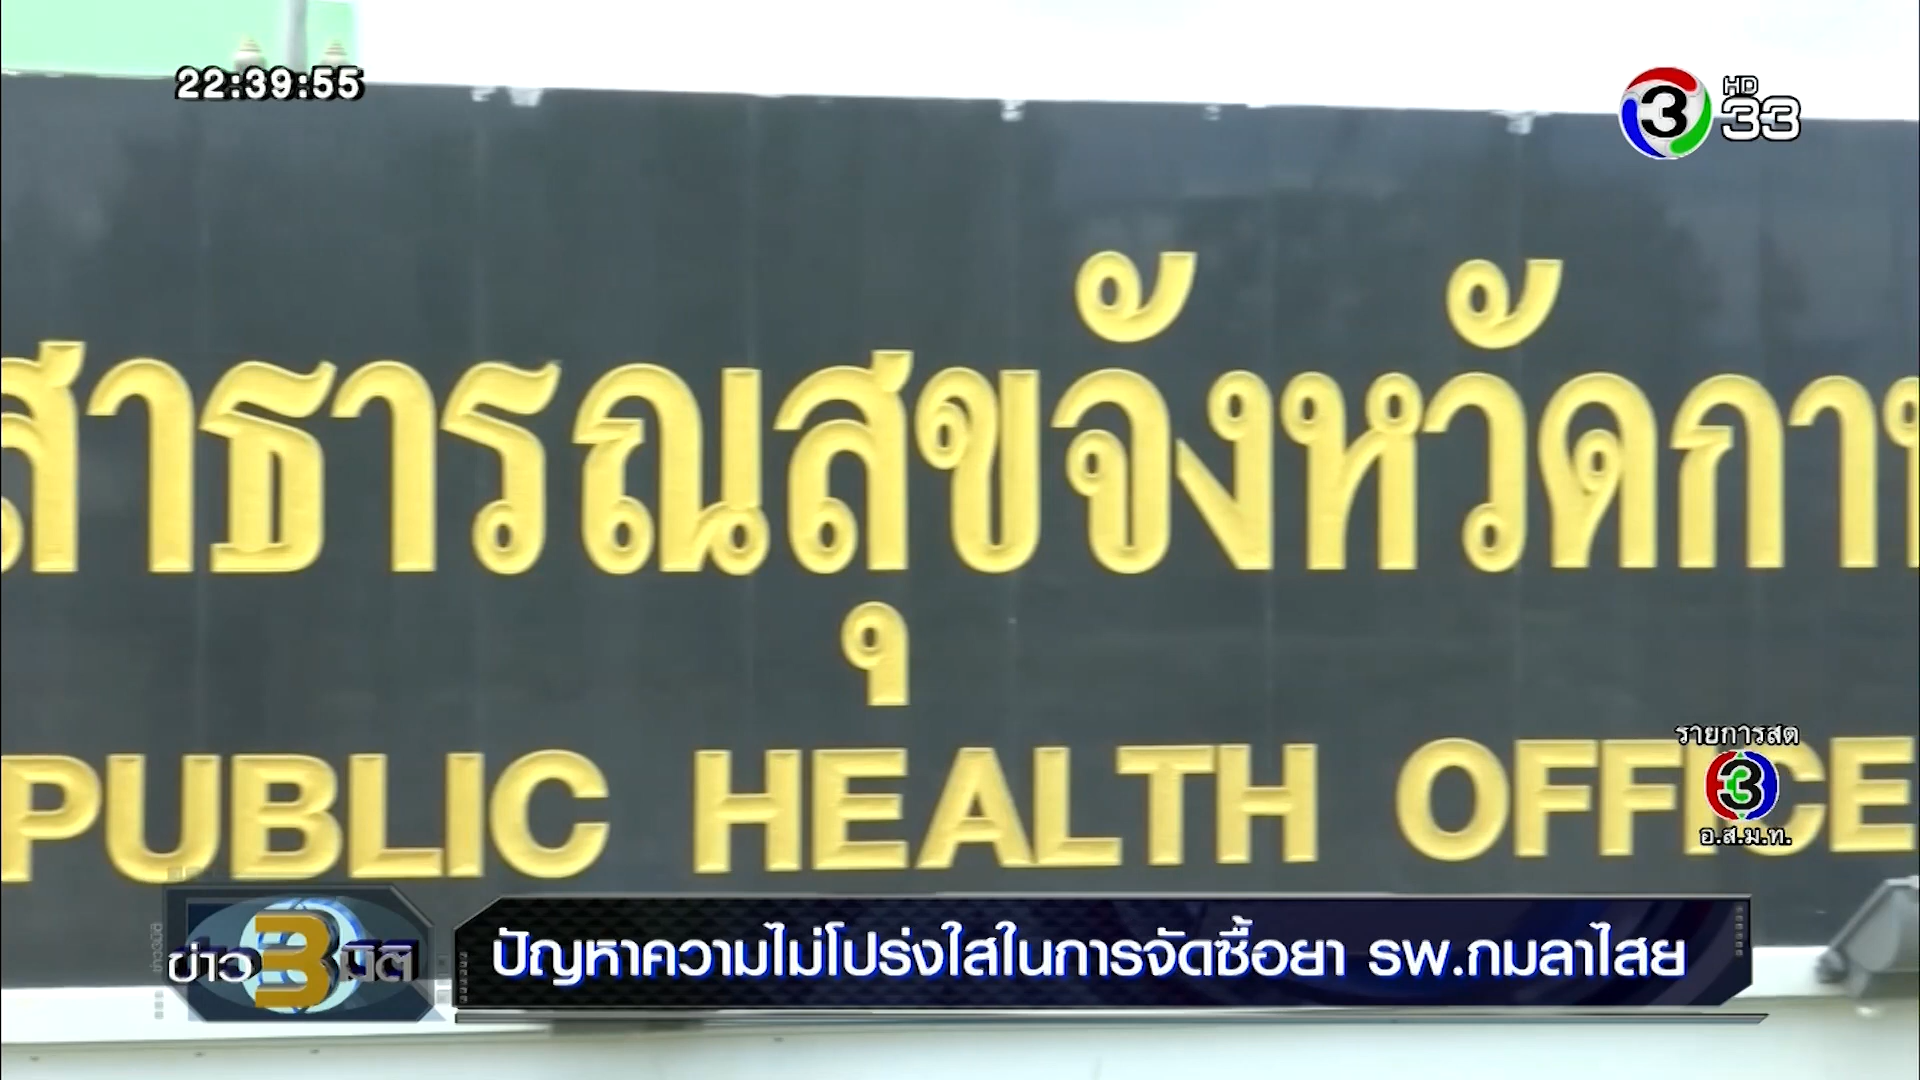 22:39:55
3 HD 33
สาธารณสุขจังหวัดกา
PUBLIC HEALTH OFFICE
รายการสด
3
อ.ส.ม.ท.
ข่าว 3 มิติ
ปัญหาความไม่โปร่งใสในการจัดซื้อยา รพ.กมลาไสย